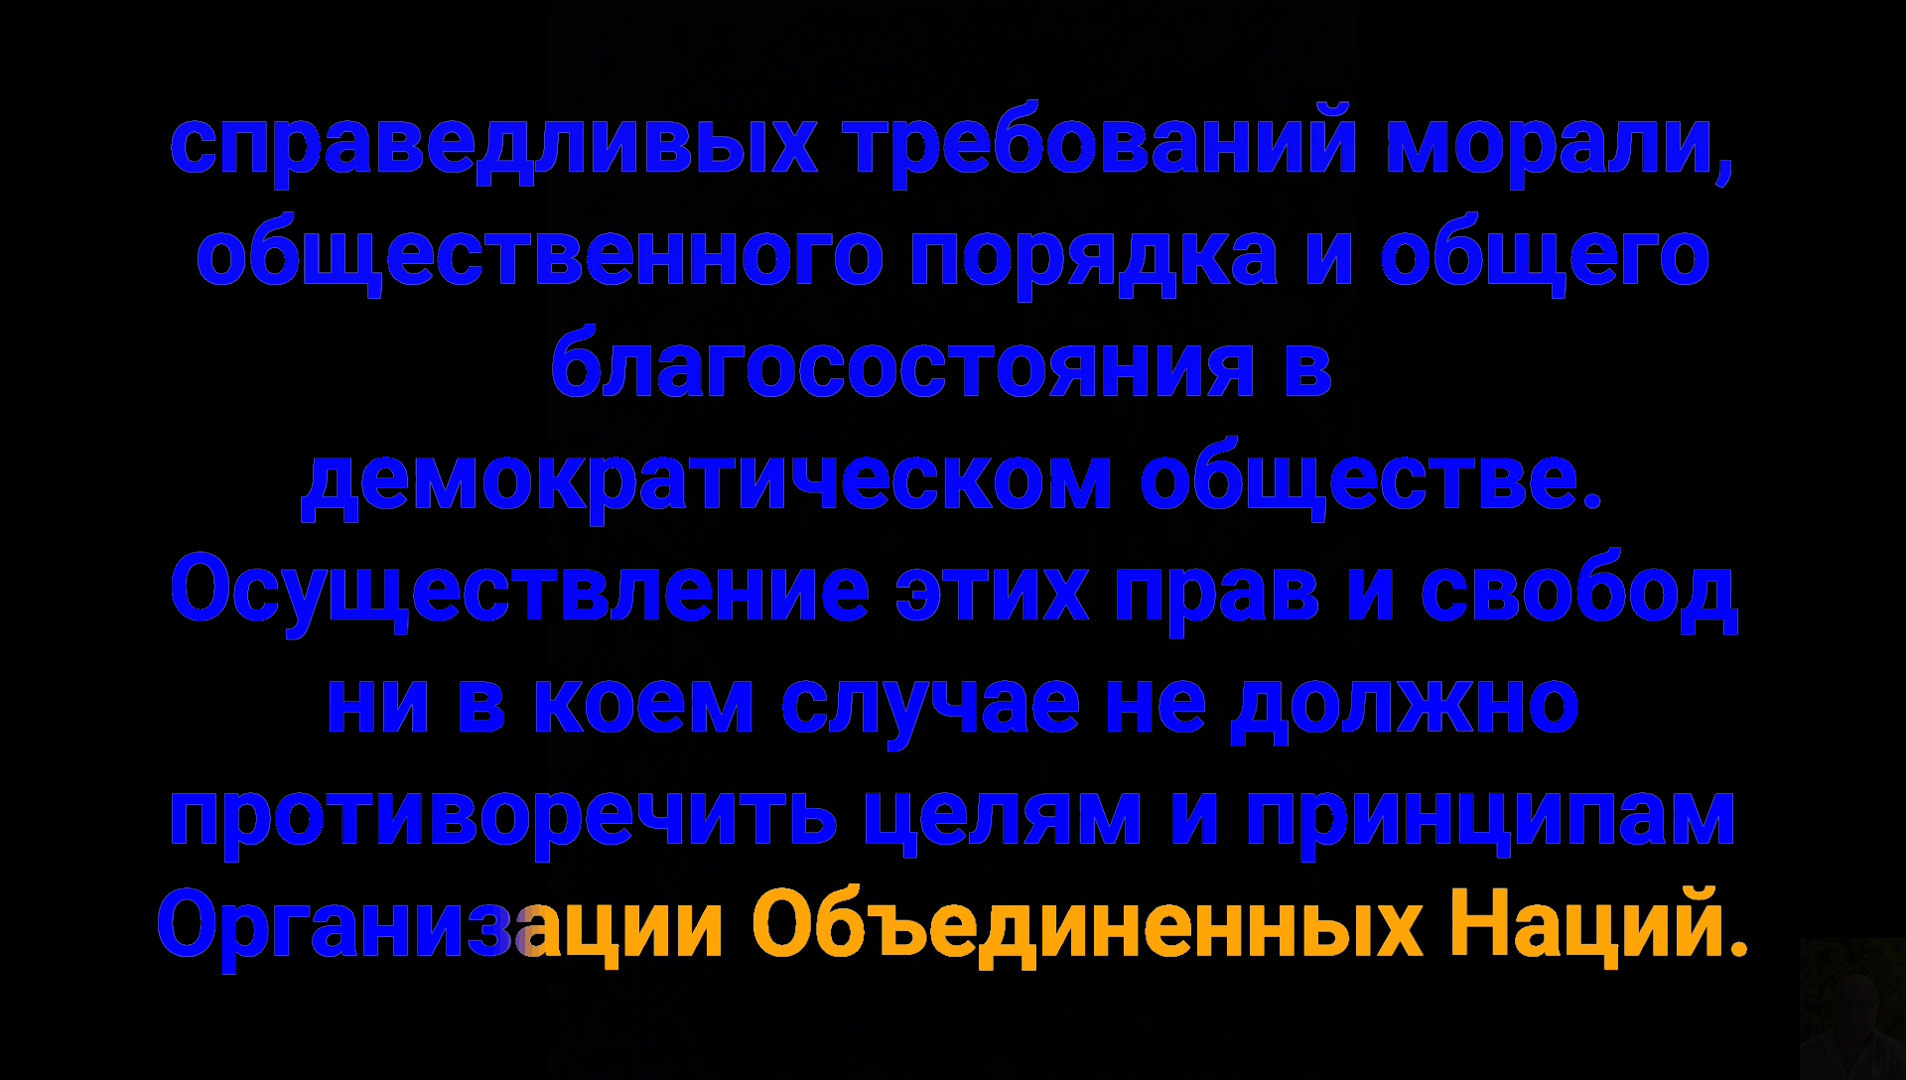 справедливых требований морали,
общественного порядка и общего
благосостояния в
демократическом обществе.
Осуществление этих прав и свобод
ни в коем случае не должно
противоречить целям и принципам
Организации Объединенных Наций.